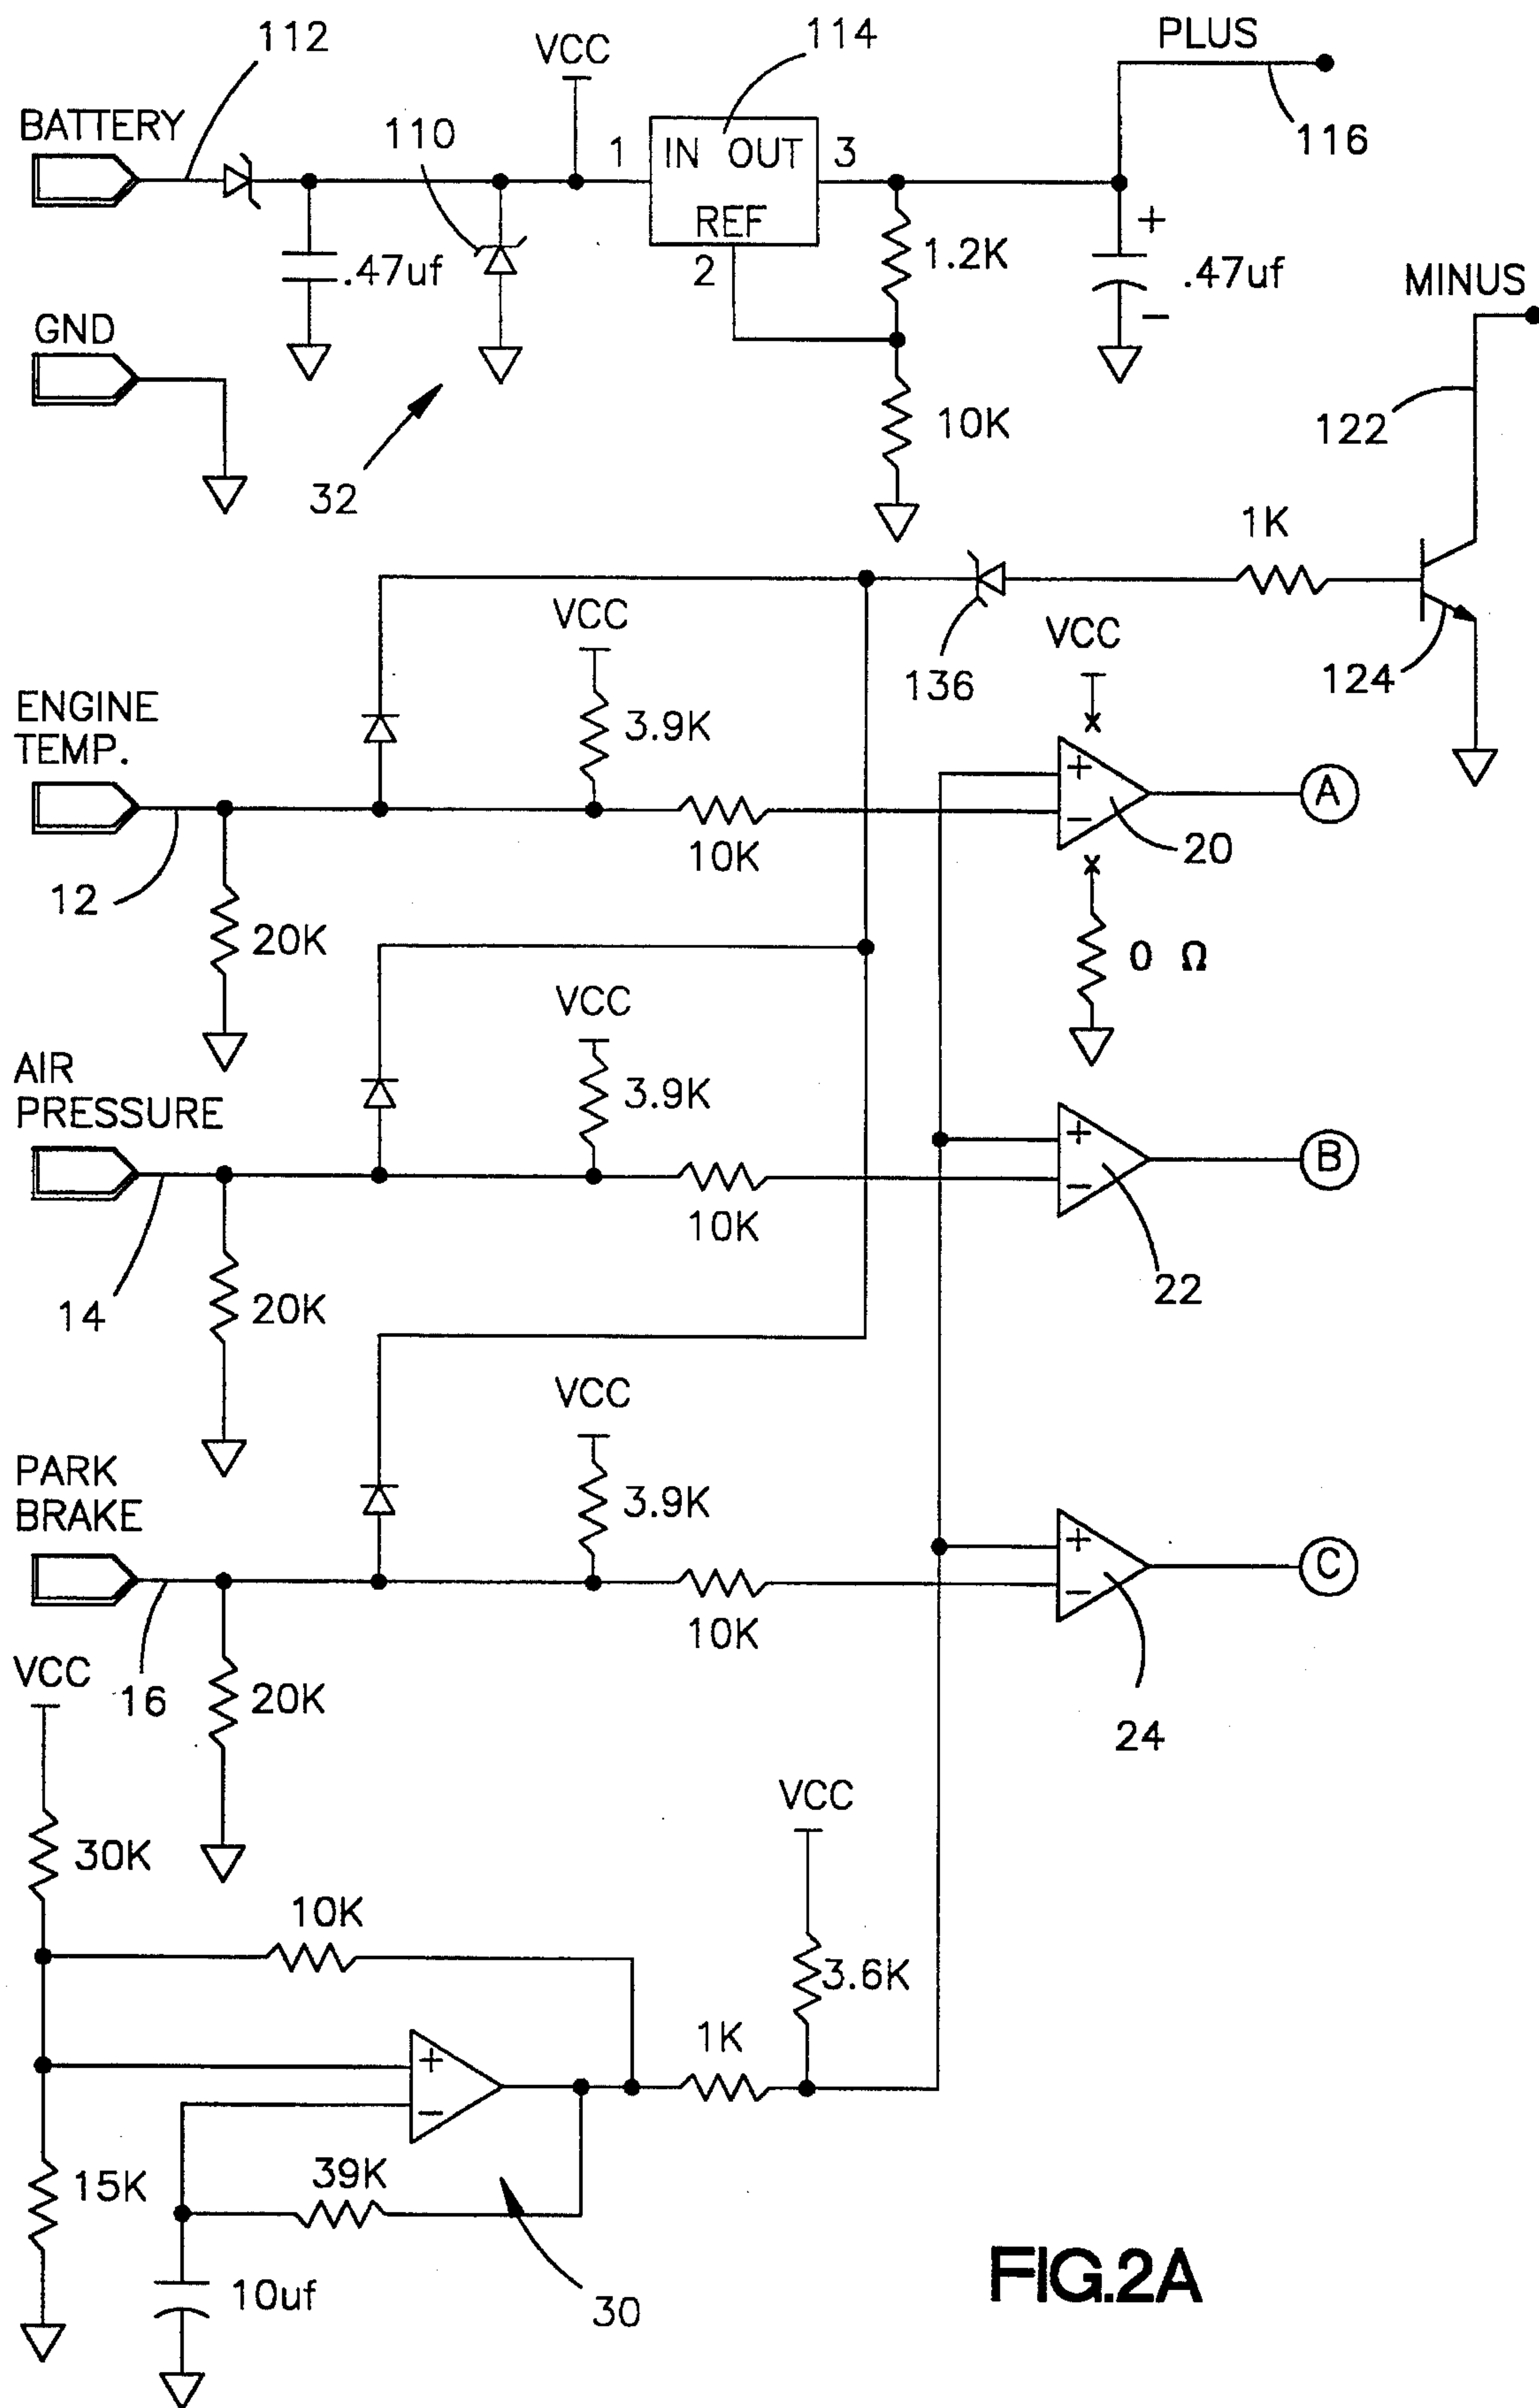 112
VCC
114
PLUS
BATTERY
110
1
IN OUT
3
116
REF
2
.47uf
1.2K
+
.47uf
−
MINUS
GND
10K
122
32
1K
VCC
VCC
136
124
ENGINE
TEMP.
3.9K
x
+
−
A
10K
20
x
12
20K
0 Ω
VCC
AIR
PRESSURE
3.9K
+
−
B
10K
22
14
20K
VCC
PARK
BRAKE
3.9K
+
−
C
10K
VCC
16
20K
24
VCC
30K
10K
3.6K
1K
+
−
15K
39K
10uf
30
FIG.2A